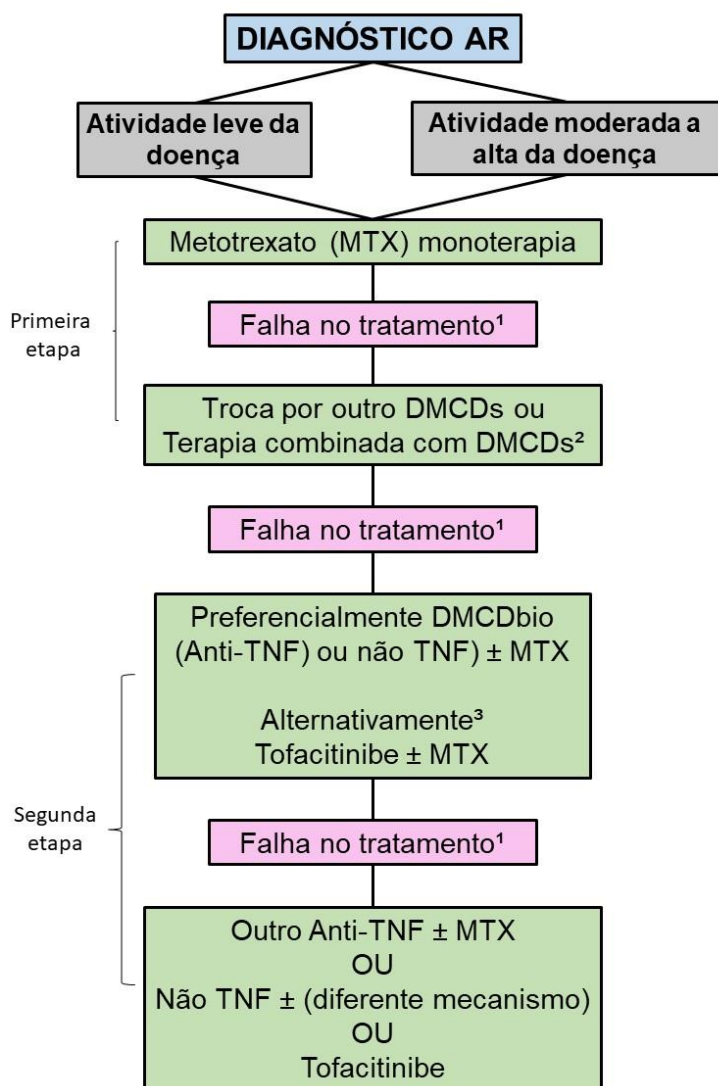 DIAGNÓSTICO AR
Atividade leve da
doença
Atividade moderada a
alta da doença
Metotrexato (MTX) monoterapia
Primeira
etapa
Falha no tratamento¹
Troca por outro DMCDs ou
Terapia combinada com DMCDs²
Falha no tratamento¹
Preferencialmente DMCDbio
(Anti-TNF) ou não TNF) ± MTX
Alternativamente³
Tofacitinibe ± MTX
Segunda
etapa
Falha no tratamento¹
Outro Anti-TNF ± MTX
OU
Não TNF ± (diferente mecanismo)
OU
Tofacitinibe